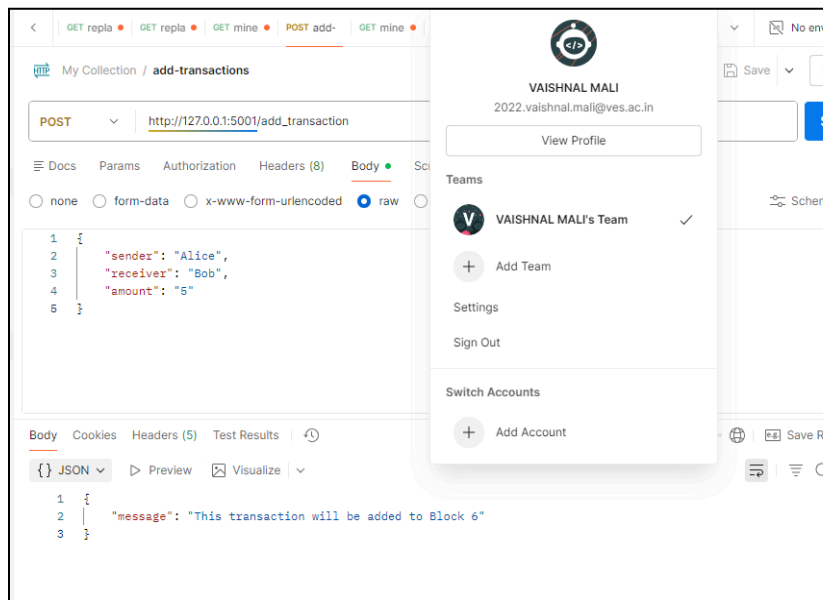 GET repla GET repla GET mine POST add- GET mine No env
HTTP My Collection / add-transactions Save
VAISHNAL MALI
2022.vaishnal.mali@ves.ac.in
POST http://127.0.0.1:5001/add_transaction
View Profile
Docs Params Authorization Headers (8) Body Sc
Teams
none form-data x-www-form-urlencoded raw Schem
V VAISHNAL MALI's Team
Add Team
Settings
Sign Out
1 {
2 "sender": "Alice",
3 "receiver": "Bob",
4 "amount": "5"
5 }
Switch Accounts
Add Account
Body Cookies Headers (5) Test Results e.g. Save R
{} JSON Preview Visualize
1 {
2 "message": "This transaction will be added to Block 6"
3 }